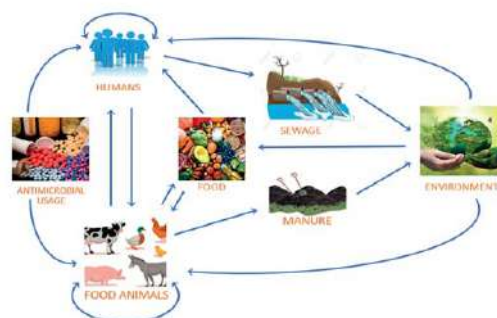 HUMANS
SEWAGE
ANTIMICROBIAL
USAGE
FOOD
ENVIRONMENT
MANURE
FOOD ANIMALS